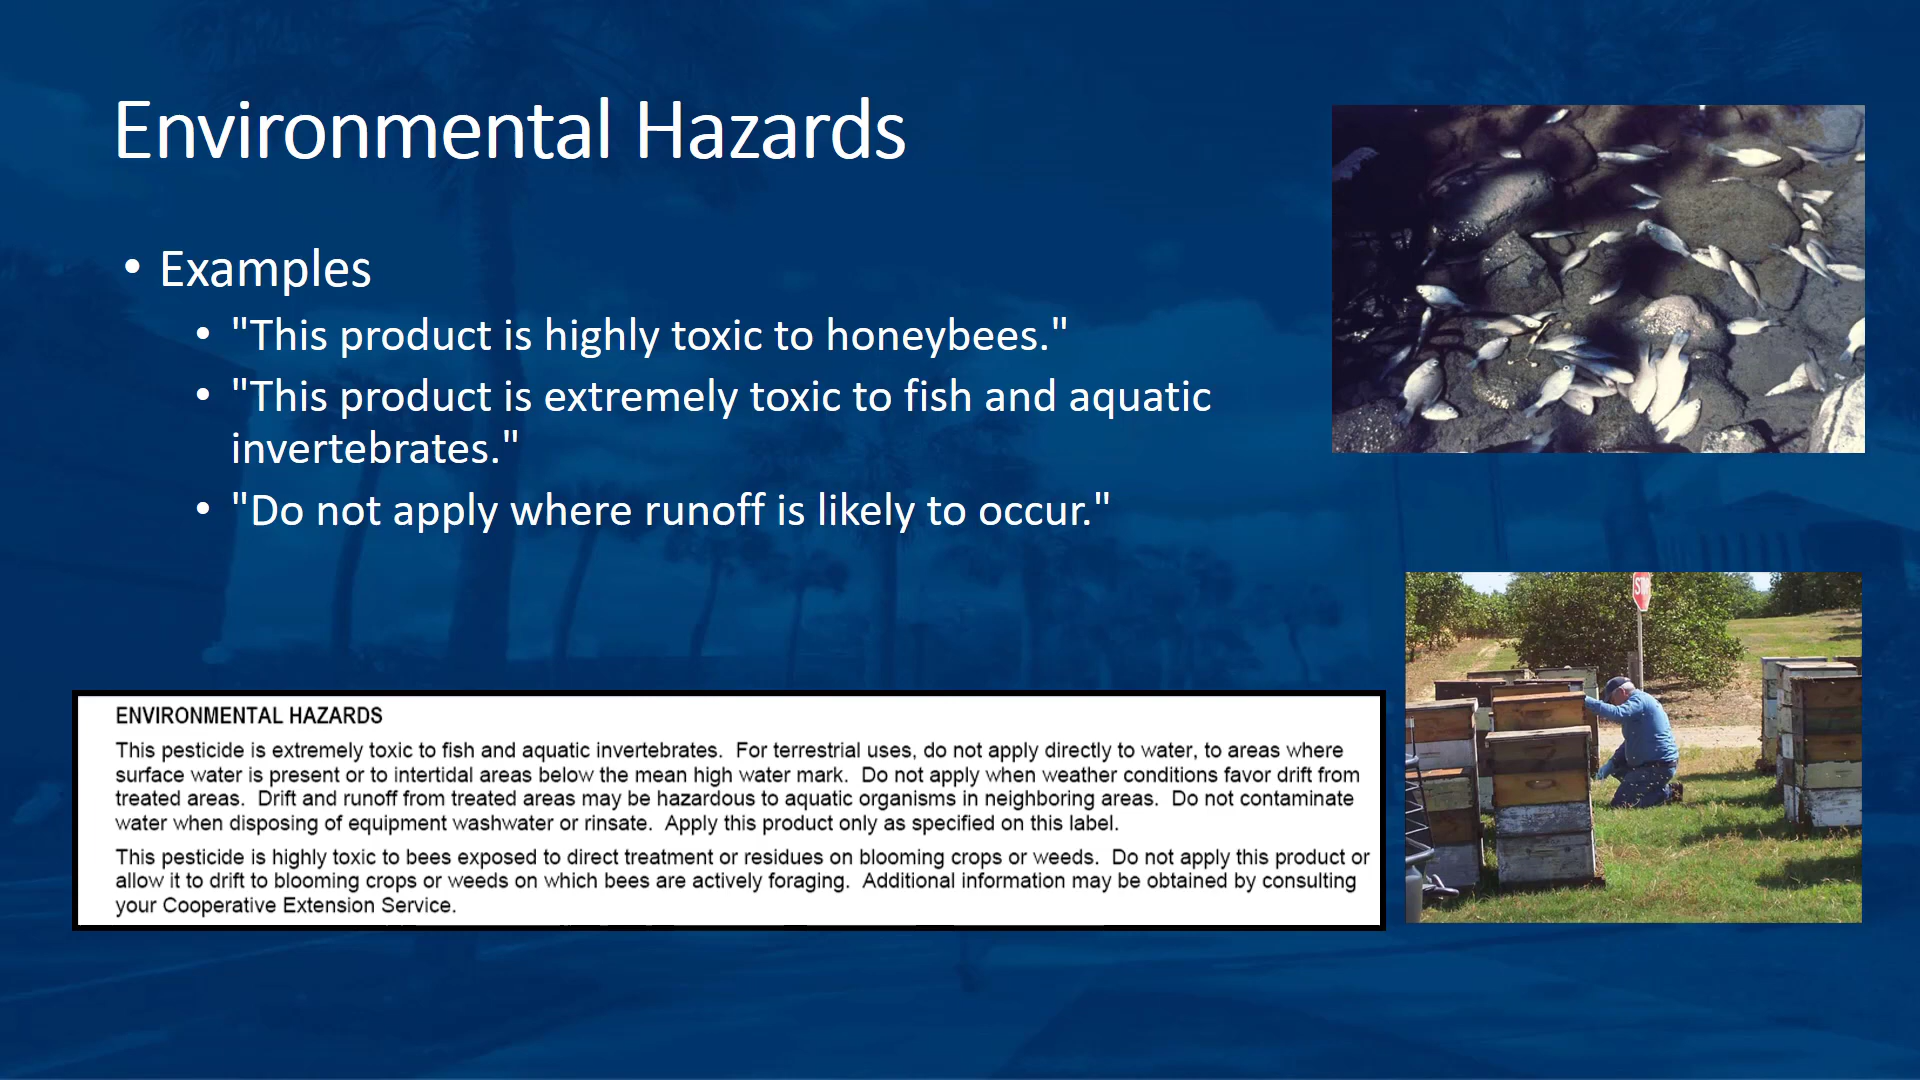 Environmental Hazards
• Examples
• "This product is highly toxic to honeybees."
• "This product is extremely toxic to fish and aquatic
invertebrates."
• "Do not apply where runoff is likely to occur."
ENVIRONMENTAL HAZARDS
This pesticide is extremely toxic to fish and aquatic invertebrates. For terrestrial uses, do not apply directly to water, to areas where
surface water is present or to intertidal areas below the mean high water mark. Do not apply when weather conditions favor drift from
treated areas. Drift and runoff from treated areas may be hazardous to aquatic organisms in neighboring areas. Do not contaminate
water when disposing of equipment washwater or rinsate. Apply this product only as specified on this label.
This pesticide is highly toxic to bees exposed to direct treatment or residues on blooming crops or weeds. Do not apply this product or
allow it to drift to blooming crops or weeds on which bees are actively foraging. Additional information may be obtained by consulting
your Cooperative Extension Service.
STOP